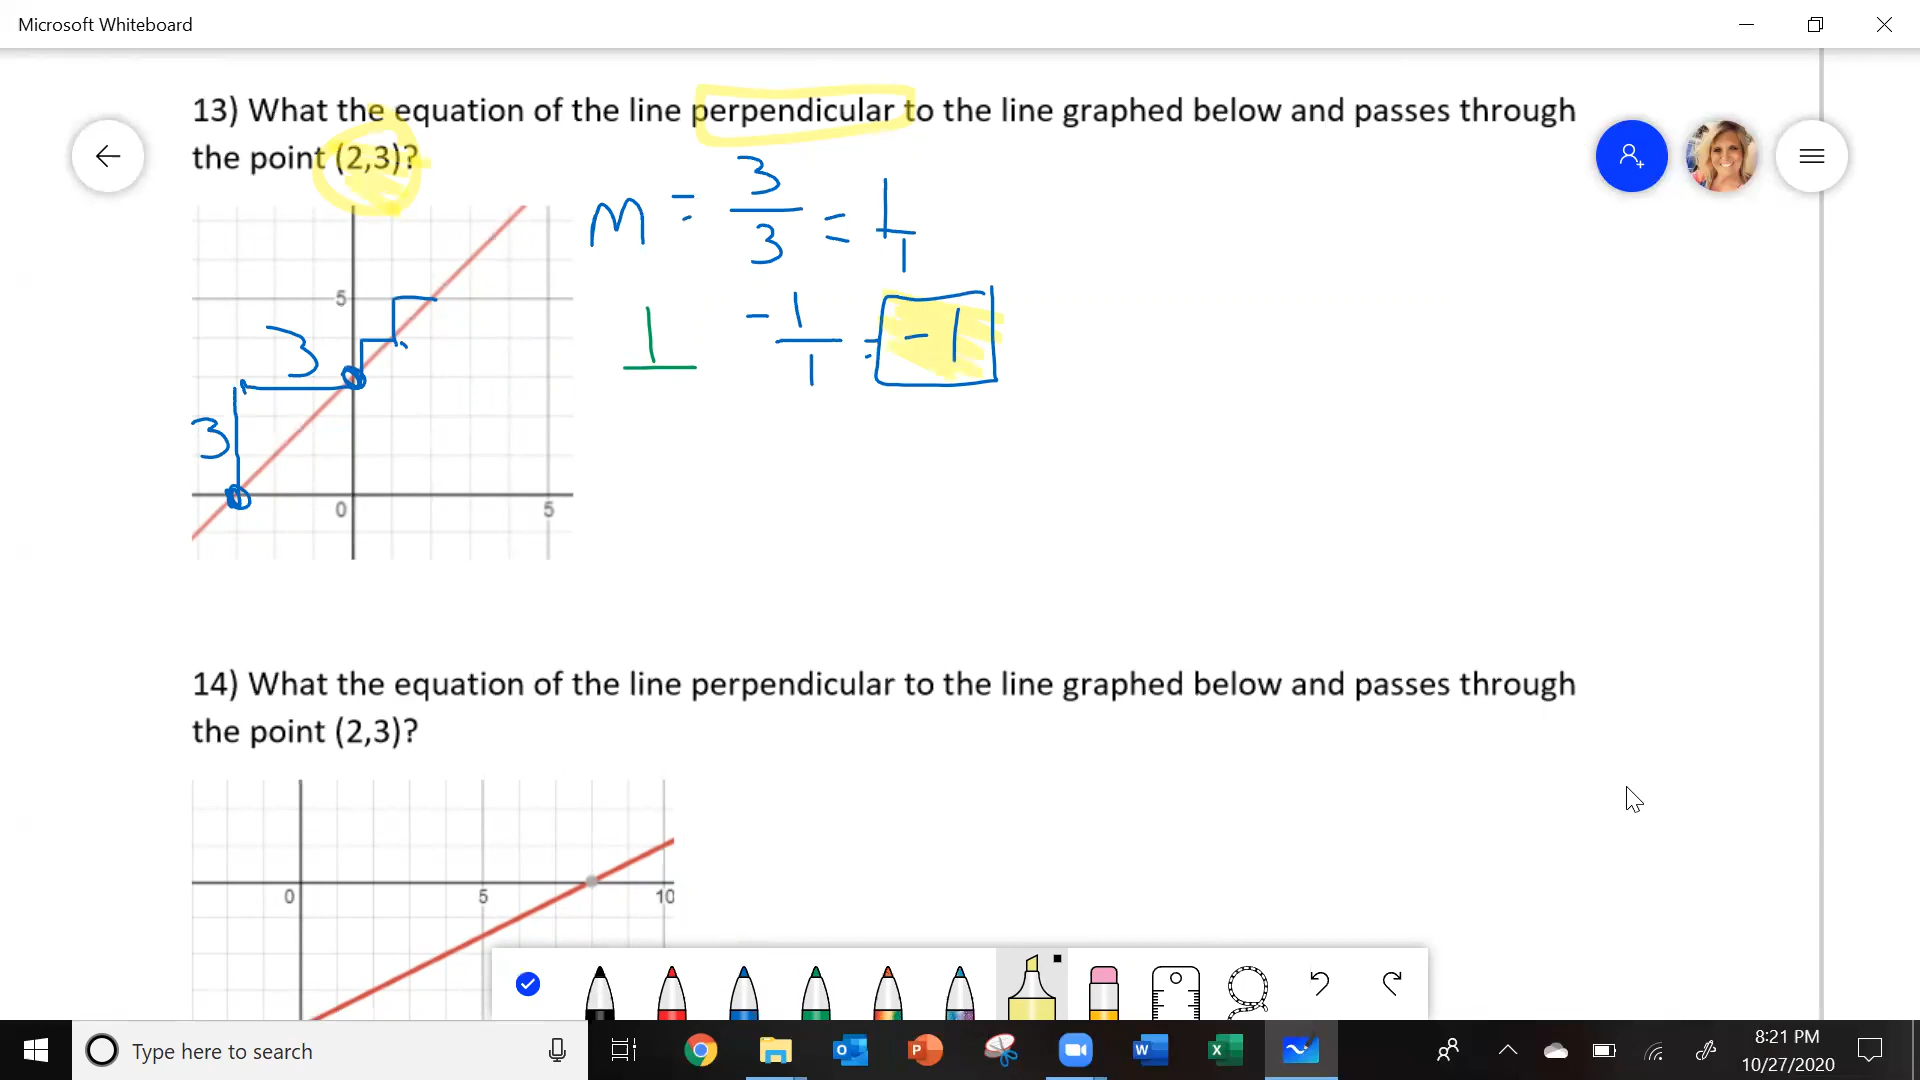 Microsoft Whiteboard
13) What the equation of the line perpendicular to the line graphed below and passes through
the point (2,3)?
m = 3/3 = 1/1
5
3
1
-1/1 = -1
3
0
5
14) What the equation of the line perpendicular to the line graphed below and passes through
the point (2,3)?
0
5
10
Type here to search
8:21 PM
10/27/2020